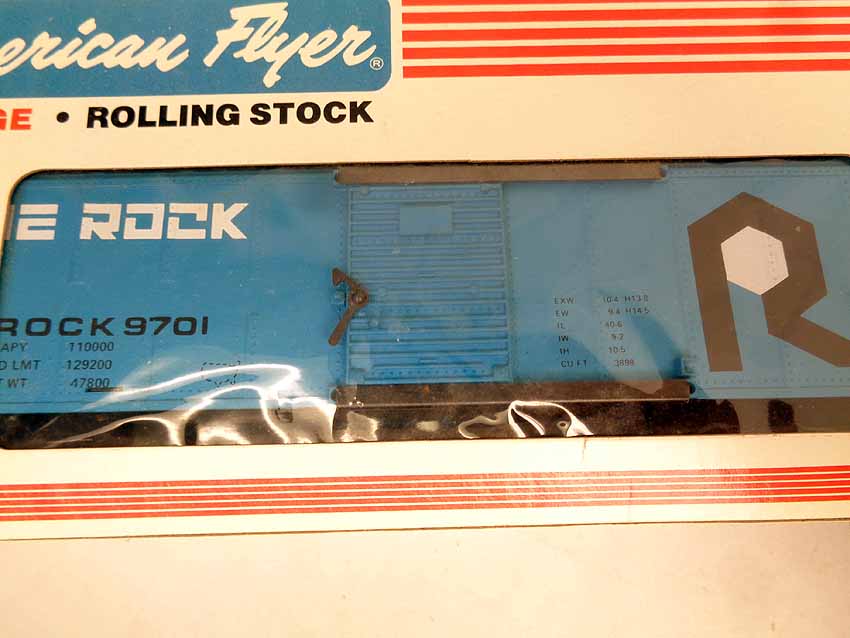 erican Flyer®
GE • ROLLING STOCK
E ROCK
ROCK 9701
APY. 110000
D LMT 129200
T WT 47800
EXW 10-4 H13 8
EW 9-4 H14-5
IL 40-6
IW 9-2
IH 10-5
CU FT 3898
R